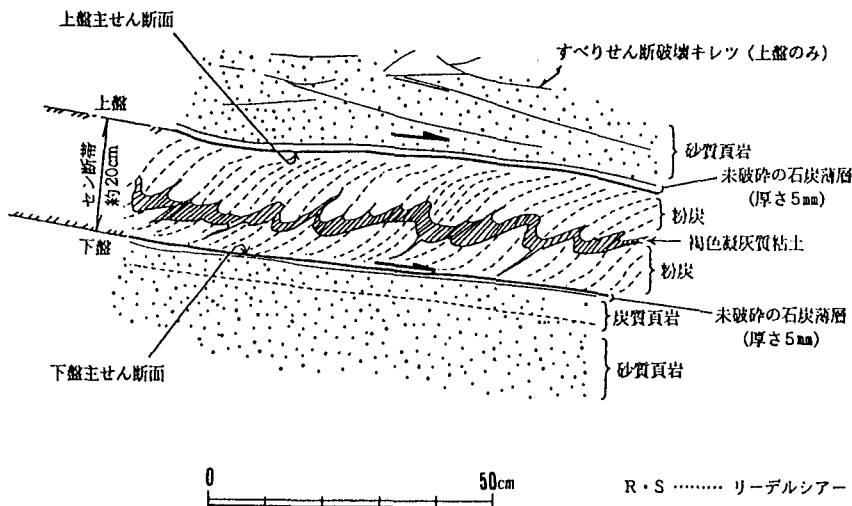 上盤主せん断面
すべりせん断破壊キレツ（上盤のみ）
上盤
セン断帯
約20cm
砂質頁岩
未破砕の石炭薄層
(厚さ5mm)
粉炭
褐色凝灰質粘土
下盤
粉炭
炭質頁岩
未破砕の石炭薄層
(厚さ5mm)
下盤主せん断面
砂質頁岩
0 50cm
R・S ……… リーデルシアー